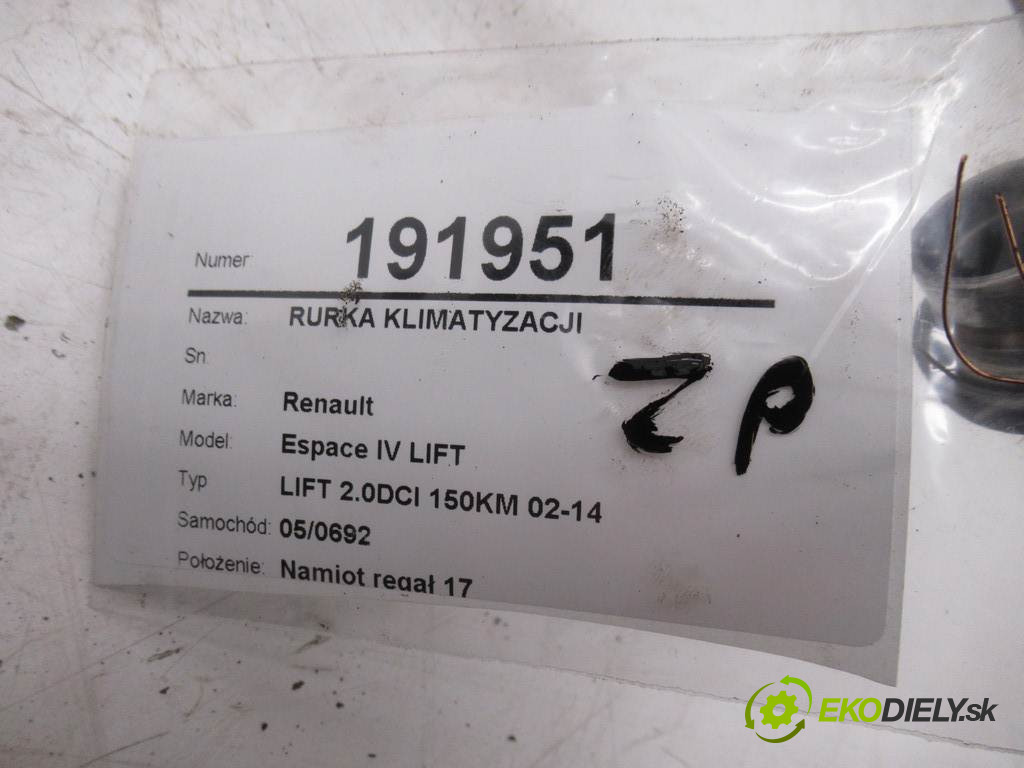 Numer: 191951
Nazwa: RURKA KLIMATYZACJI
Sn
Marka: Renault
Model: Espace IV LIFT
Typ LIFT 2.0DCI 150KM 02-14
Samochód: 05/0692
Położenie: Namiot regał 17
ZP
EKODIELY.sk